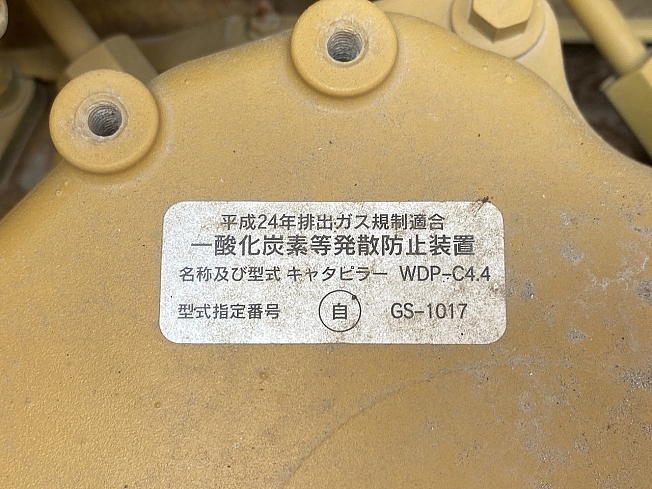 平成24年排出ガス規制適合
一酸化炭素等発散防止装置
名称及び型式 キャタピラー WDP-C4.4
型式指定番号 自 GS-1017